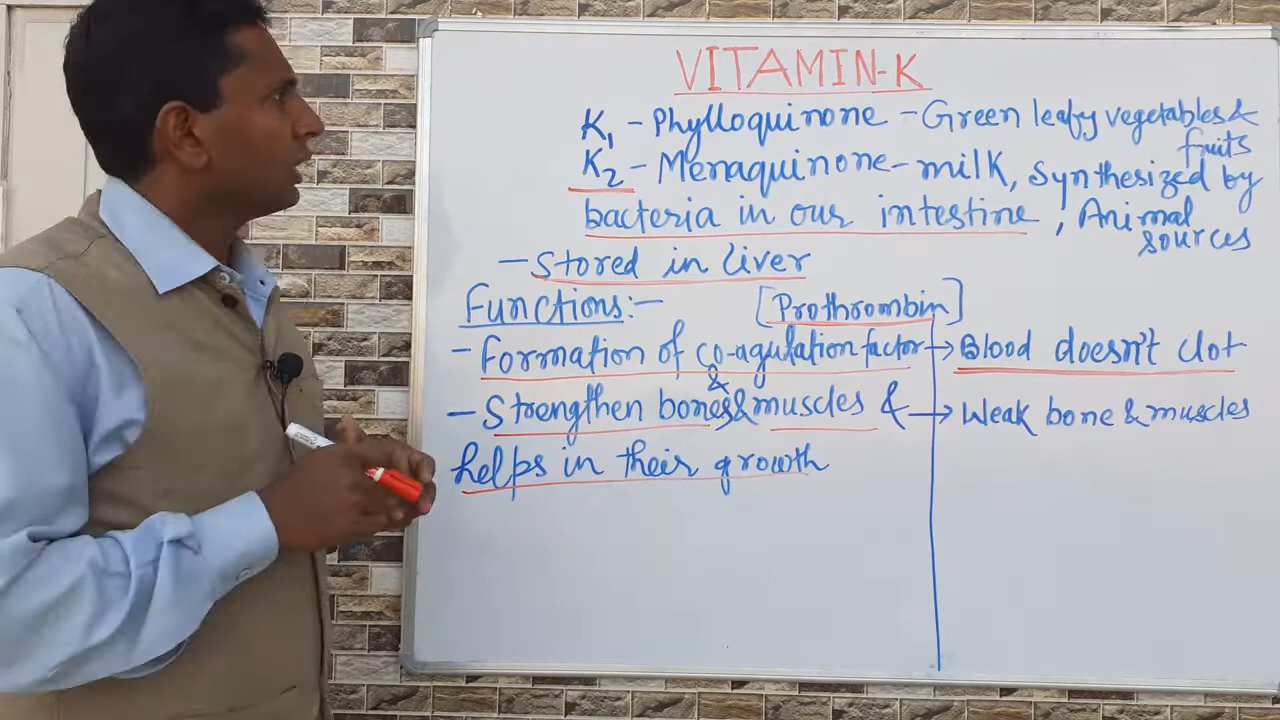 VITAMIN-K
K1 - Phylloquinone - Green leafy vegetables & fruits
K2 - Menaquinone - milk, Synthesized by
bacteria in our intestine, Animal sources
- Stored in liver
Functions:-
[Prothrombin]
- Formation of co-agulation factor → Blood doesn't clot
&
- Strengthen bones & muscles & → Weak bone & muscles
helps in their growth